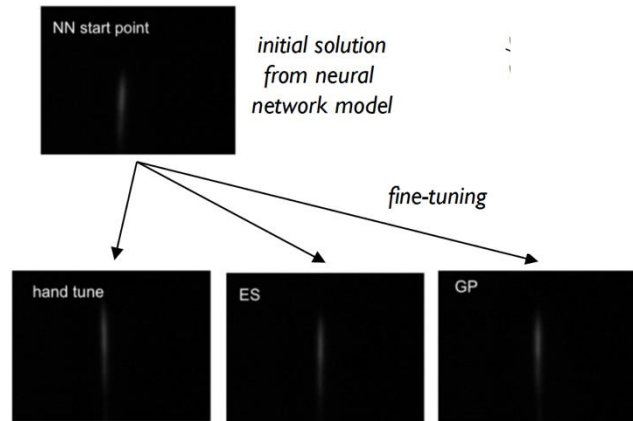 NN start point
initial solution
from neural
network model
fine-tuning
hand tune
ES
GP